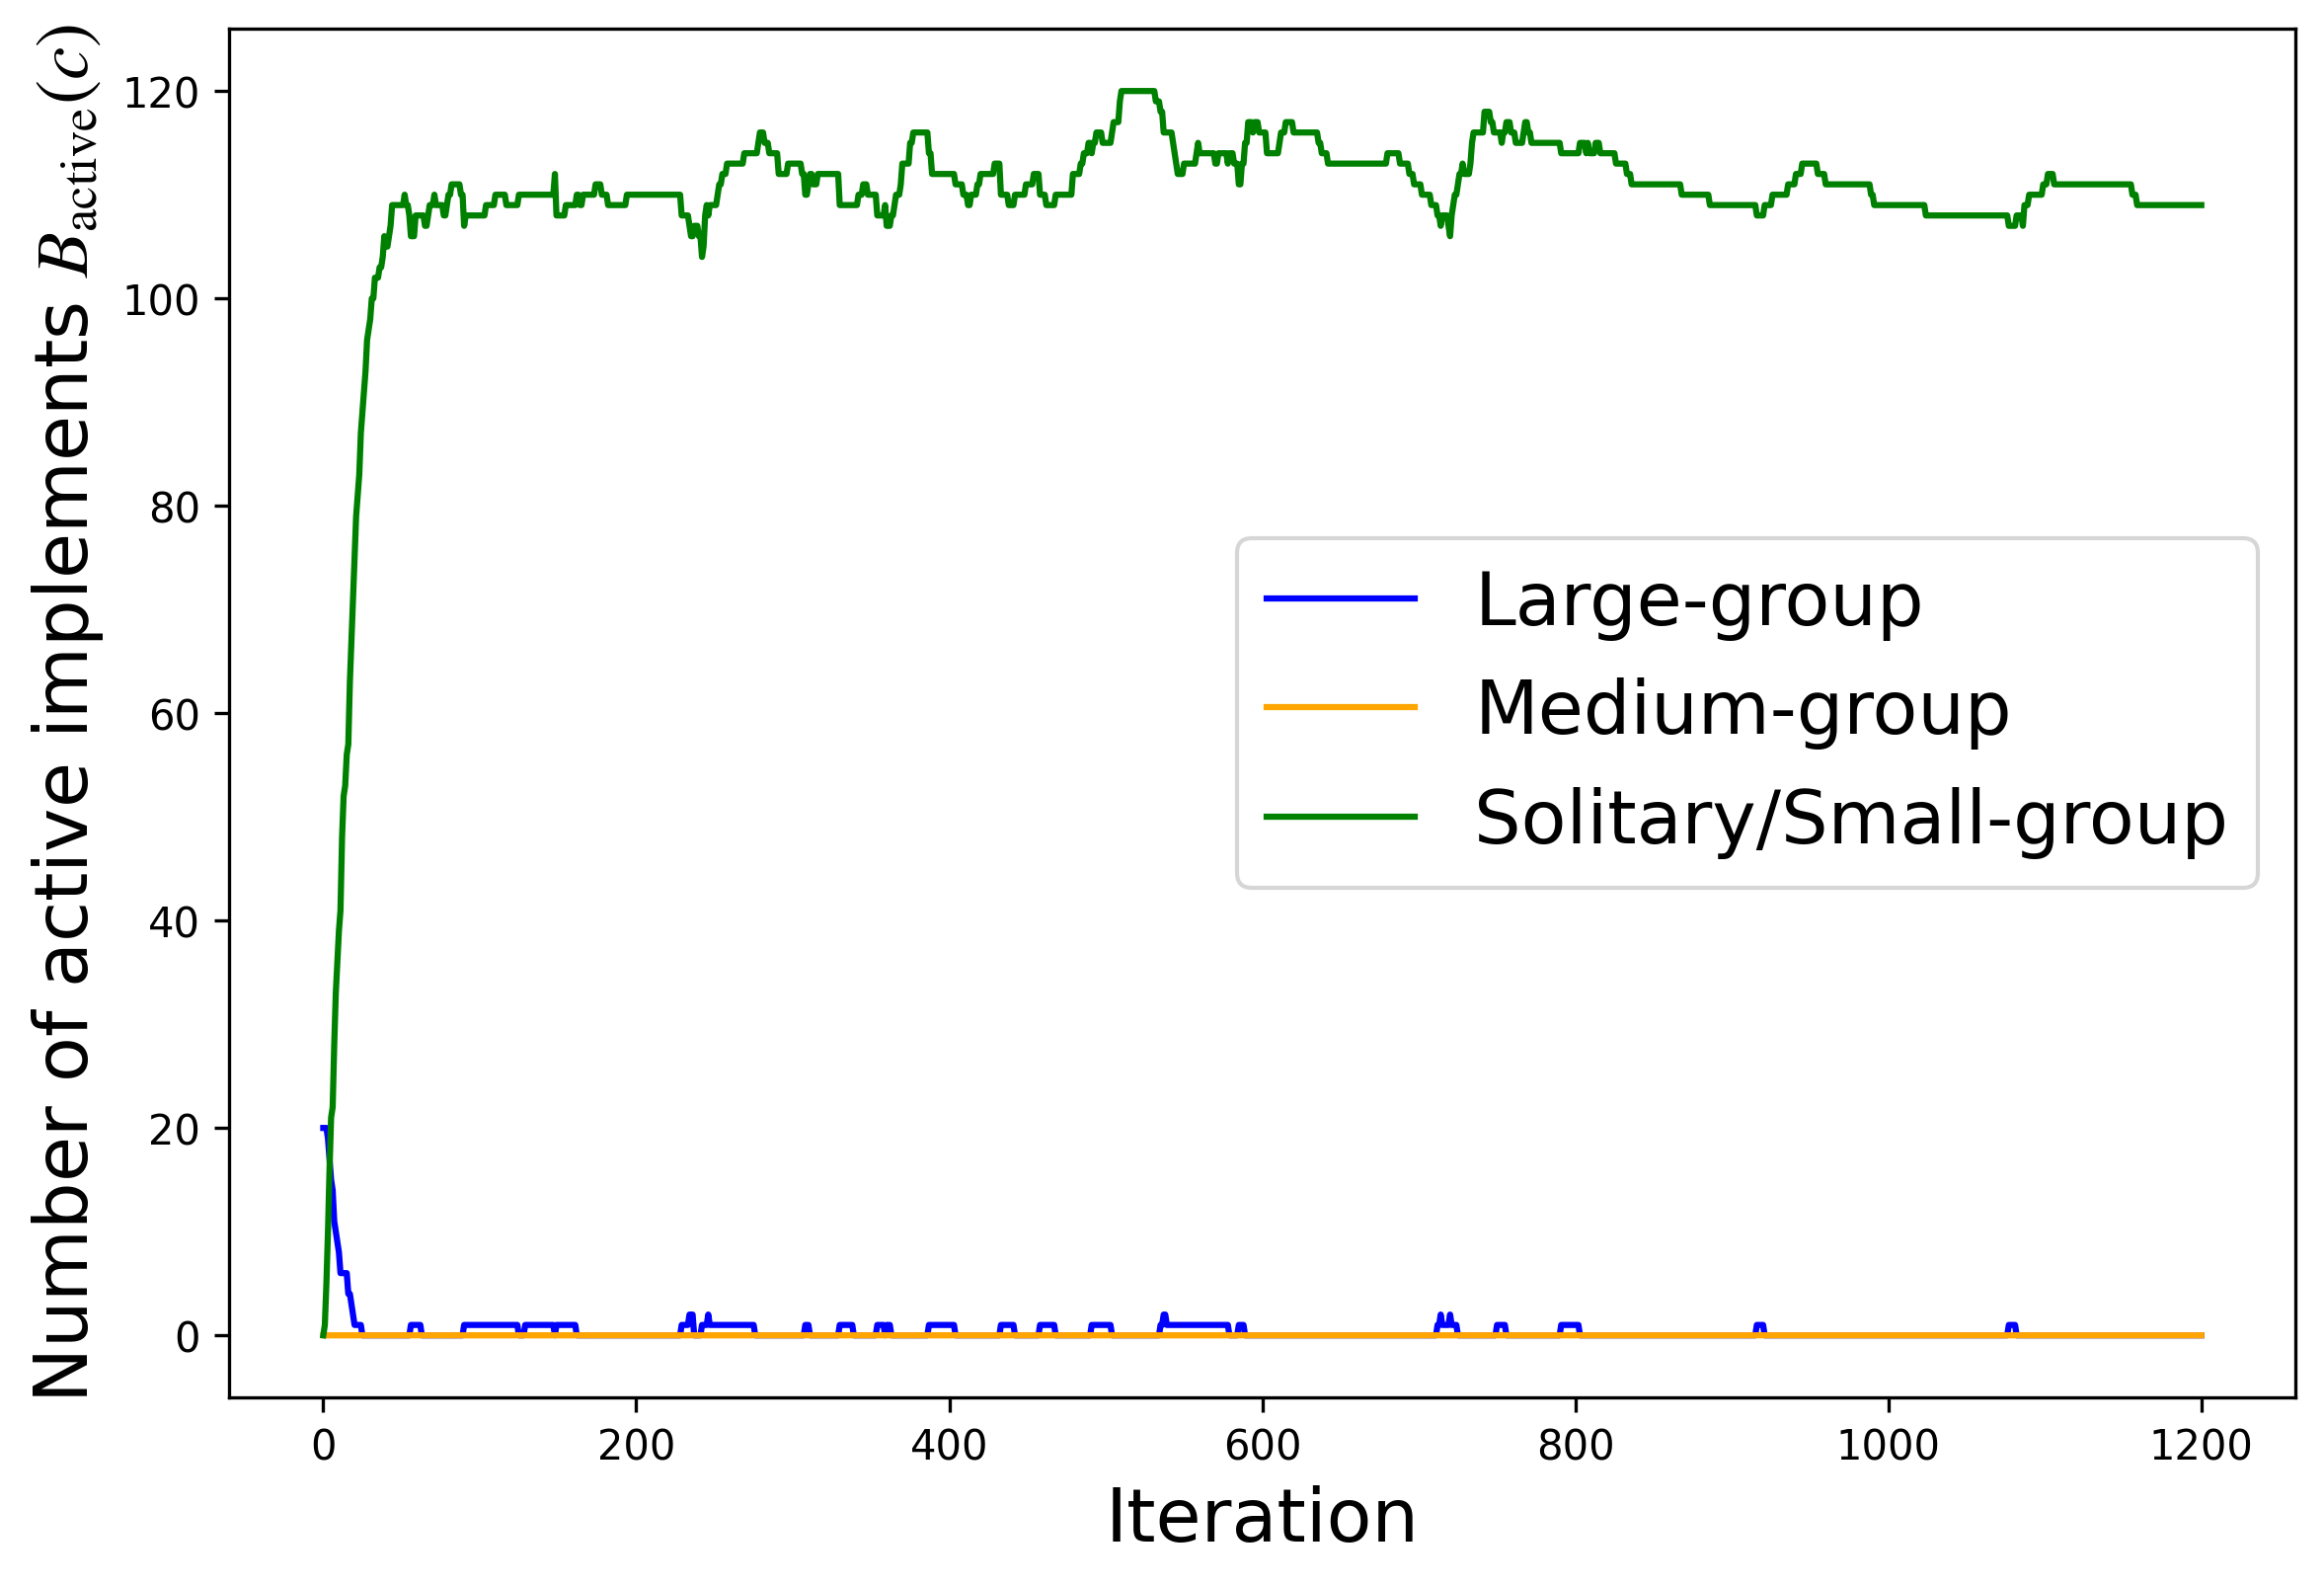 Number of active implements B_active(c)
120
100
80
60
40
20
0
Large-group
Medium-group
Solitary/Small-group
0 200 400 600 800 1000 1200
Iteration